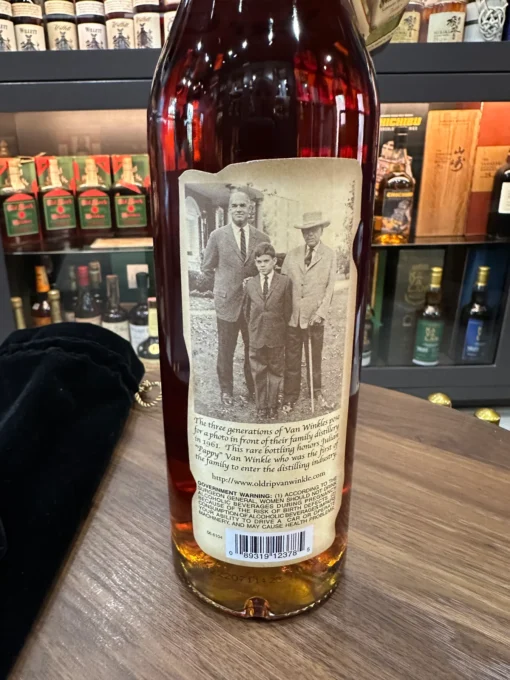 WILLETT
WILLETT
CHICHIBU
The three generations of Van Winkles pose
for a photo in front of their family distillery
in 1961. This rare bottling honors Julian
"Pappy" Van Winkle who was the first of
the family to enter the distilling industry.
http://www.oldripvanwinkle.com
GOVERNMENT WARNING: (1) ACCORDING TO THE
SURGEON GENERAL, WOMEN SHOULD NOT DRINK
ALCOHOLIC BEVERAGES DURING PREGNANCY
BECAUSE OF THE RISK OF BIRTH DEFECTS. (2)
CONSUMPTION OF ALCOHOLIC BEVERAGES IMPAIRS
YOUR ABILITY TO DRIVE A CAR OR OPERATE
MACHINERY, AND MAY CAUSE HEALTH PROBLEMS.
0 89319 12378 6